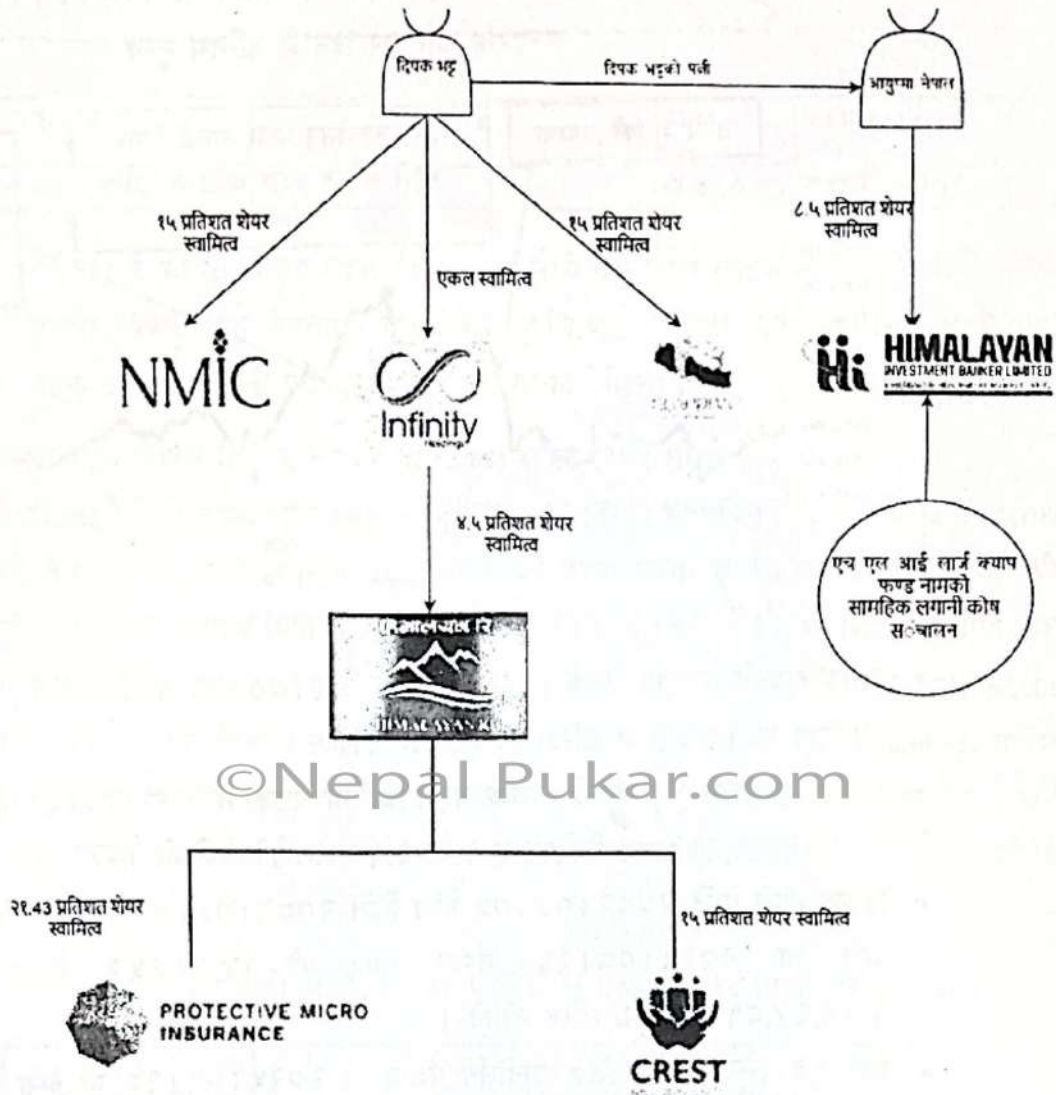 दिपक भट्ट
दिपक भट्टको पत्नी
आयुष्मा नेपाल
१५ प्रतिशत शेयर
स्वामित्व
एकल स्वामित्व
१५ प्रतिशत शेयर
स्वामित्व
८.५ प्रतिशत शेयर
स्वामित्व
NMIC
Infinity
HIMALAYAN
INVESTMENT BANKER LIMITED
४.५ प्रतिशत शेयर
स्वामित्व
एच एल आई लार्ज क्याप
फण्ड नामको
सामहिक लगानी कोष
संचालन
HIMALAYAN
©Nepal Pukar.com
२१.43 प्रतिशत शेयर
स्वामित्व
१५ प्रतिशत शेयर स्वामित्व
PROTECTIVE MICRO
INSURANCE
CREST